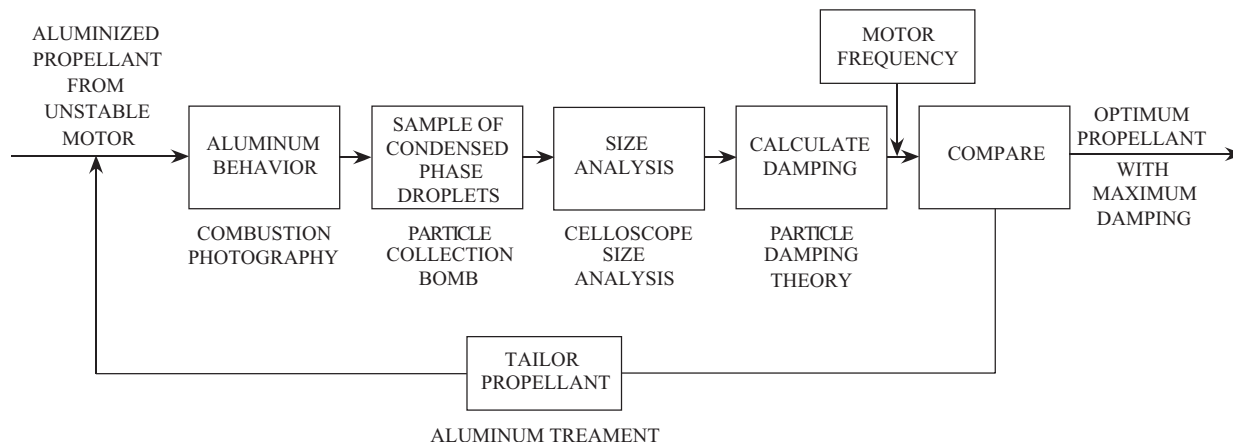 ALUMINIZED
PROPELLANT
FROM
UNSTABLE
MOTOR
ALUMINUM
BEHAVIOR
COMBUSTION
PHOTOGRAPHY
SAMPLE OF
CONDENSED
PHASE
DROPLETS
PARTICLE
COLLECTION
BOMB
SIZE
ANALYSIS
CELLOSCOPE
SIZE
ANALYSIS
CALCULATE
DAMPING
PARTICLE
DAMPING
THEORY
MOTOR
FREQUENCY
COMPARE
OPTIMUM
PROPELLANT
WITH
MAXIMUM
DAMPING
TAILOR
PROPELLANT
ALUMINUM TREAMENT